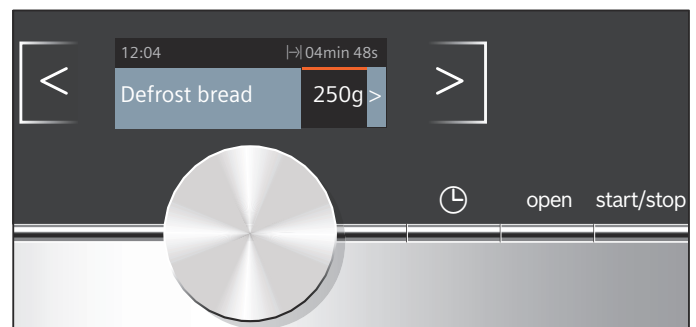 12:04 |→| 04min 48s
< Defrost bread 250g > >
open start/stop